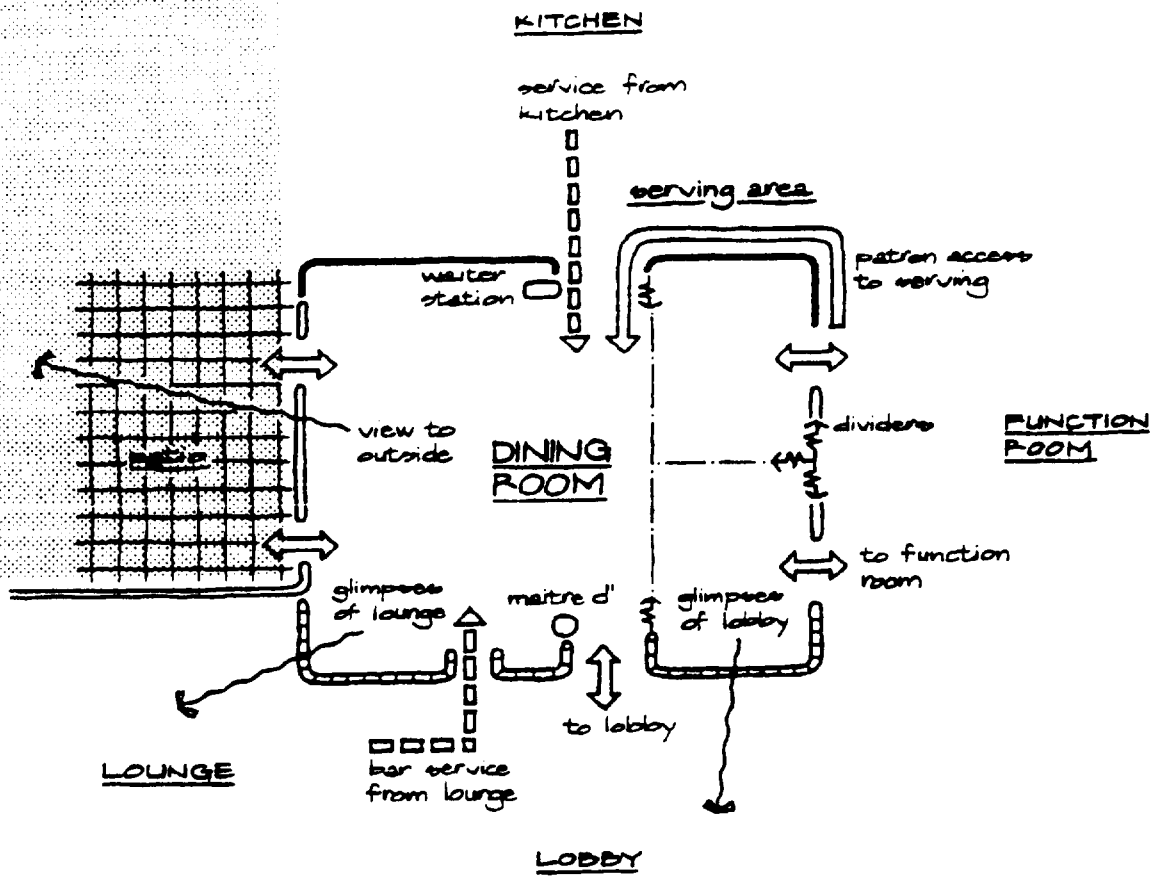 KITCHEN
service from
kitchen
serving area
patron access
to serving
waiter
station
view to
outside
DINING
ROOM
dividers
FUNCTION
ROOM
patio
to function
room
glimpses
of lounge
maitre d'
glimpses
of lobby
to lobby
LOUNGE
bar service
from lounge
LOBBY